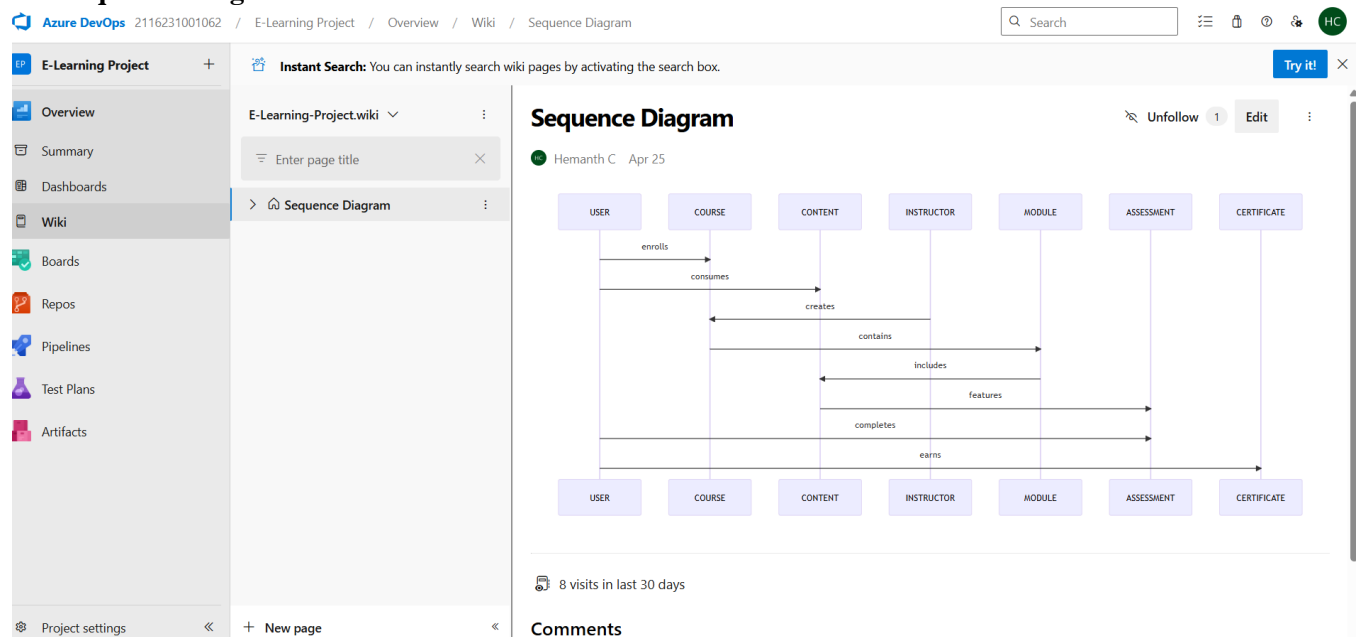 Azure DevOps 2116231001062 / E-Learning Project / Overview / Wiki / Sequence Diagram
Search
HC
EP E-Learning Project +
Overview
Summary
Dashboards
Wiki
Boards
Repos
Pipelines
Test Plans
Artifacts
Project settings
Instant Search: You can instantly search wiki pages by activating the search box.
Try it!
E-Learning-Project.wiki
Enter page title
Sequence Diagram
+ New page
Sequence Diagram
Unfollow 1 Edit
HC Hemanth C Apr 25
USER COURSE CONTENT INSTRUCTOR MODULE ASSESSMENT CERTIFICATE
enrolls
consumes
creates
contains
includes
features
completes
earns
USER COURSE CONTENT INSTRUCTOR MODULE ASSESSMENT CERTIFICATE
8 visits in last 30 days
Comments